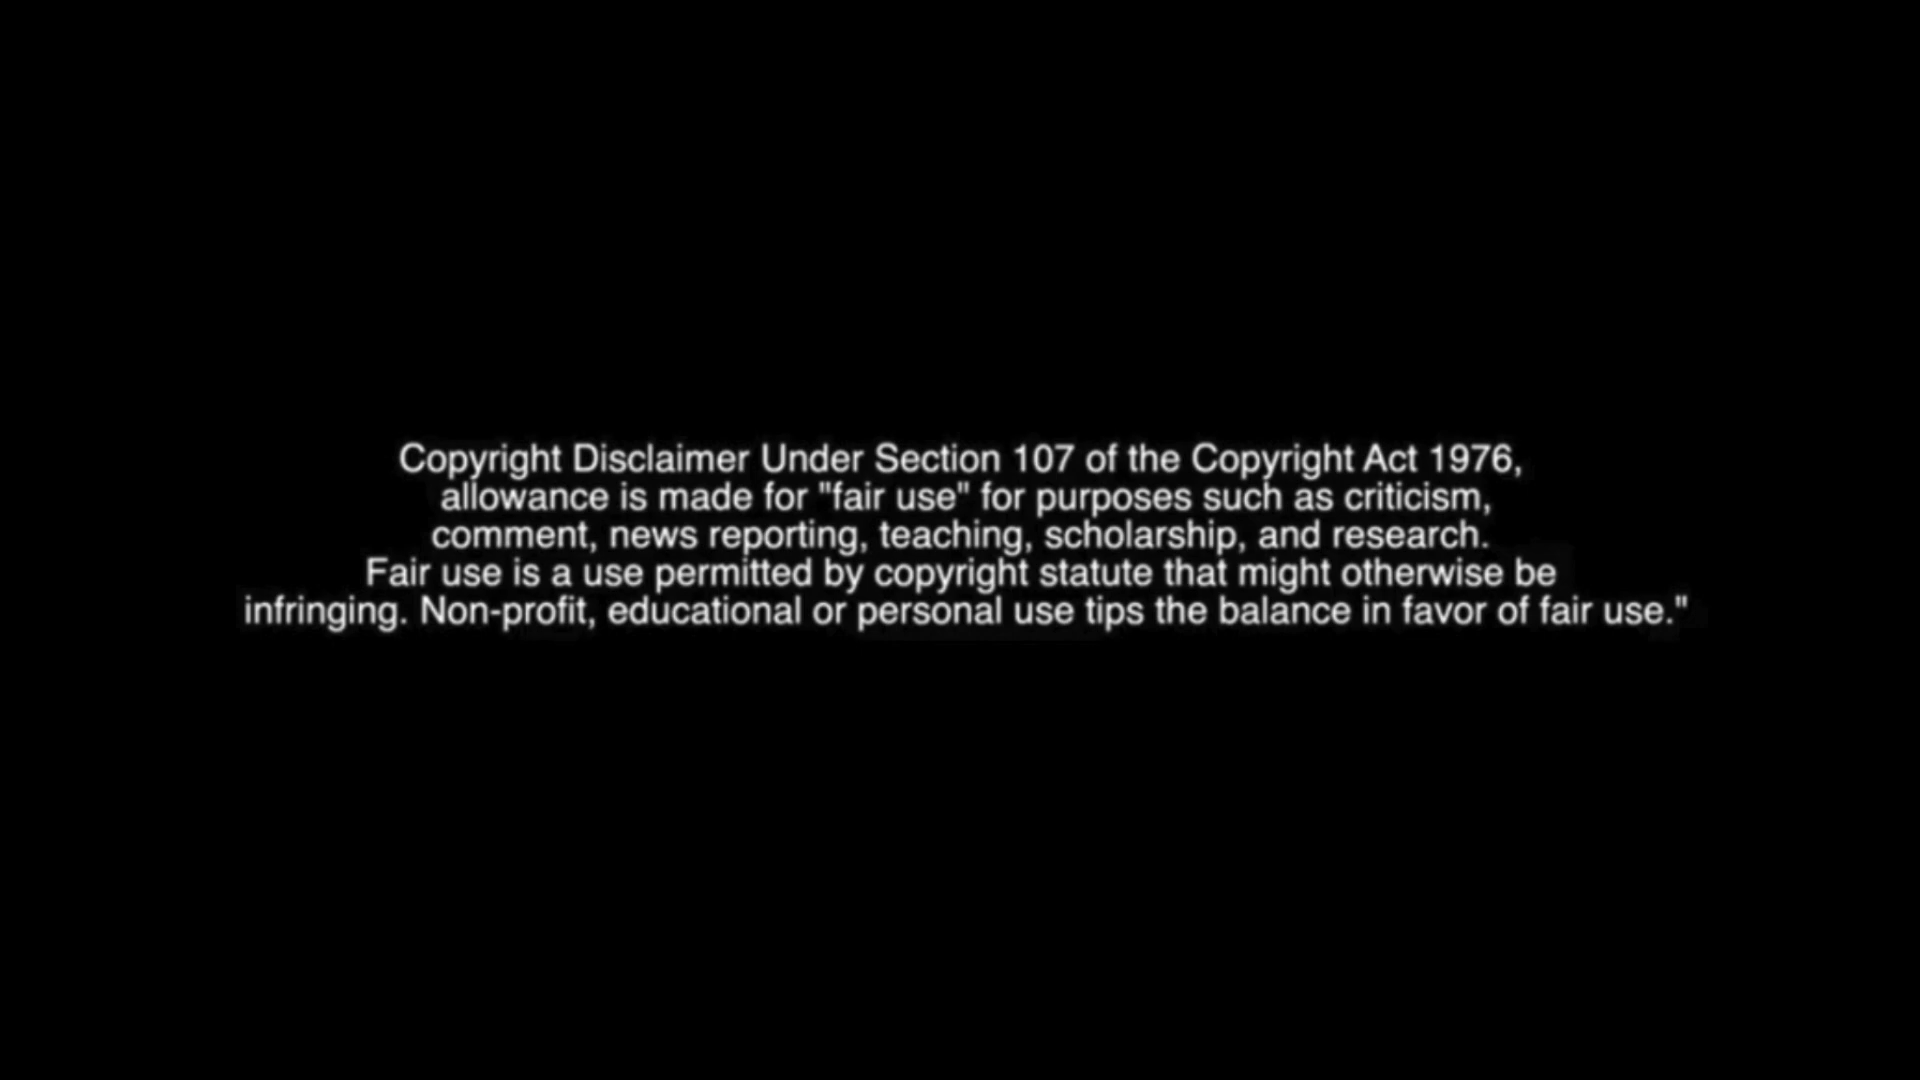 Copyright Disclaimer Under Section 107 of the Copyright Act 1976,
allowance is made for "fair use" for purposes such as criticism,
comment, news reporting, teaching, scholarship, and research.
Fair use is a use permitted by copyright statute that might otherwise be
infringing. Non-profit, educational or personal use tips the balance in favor of fair use."